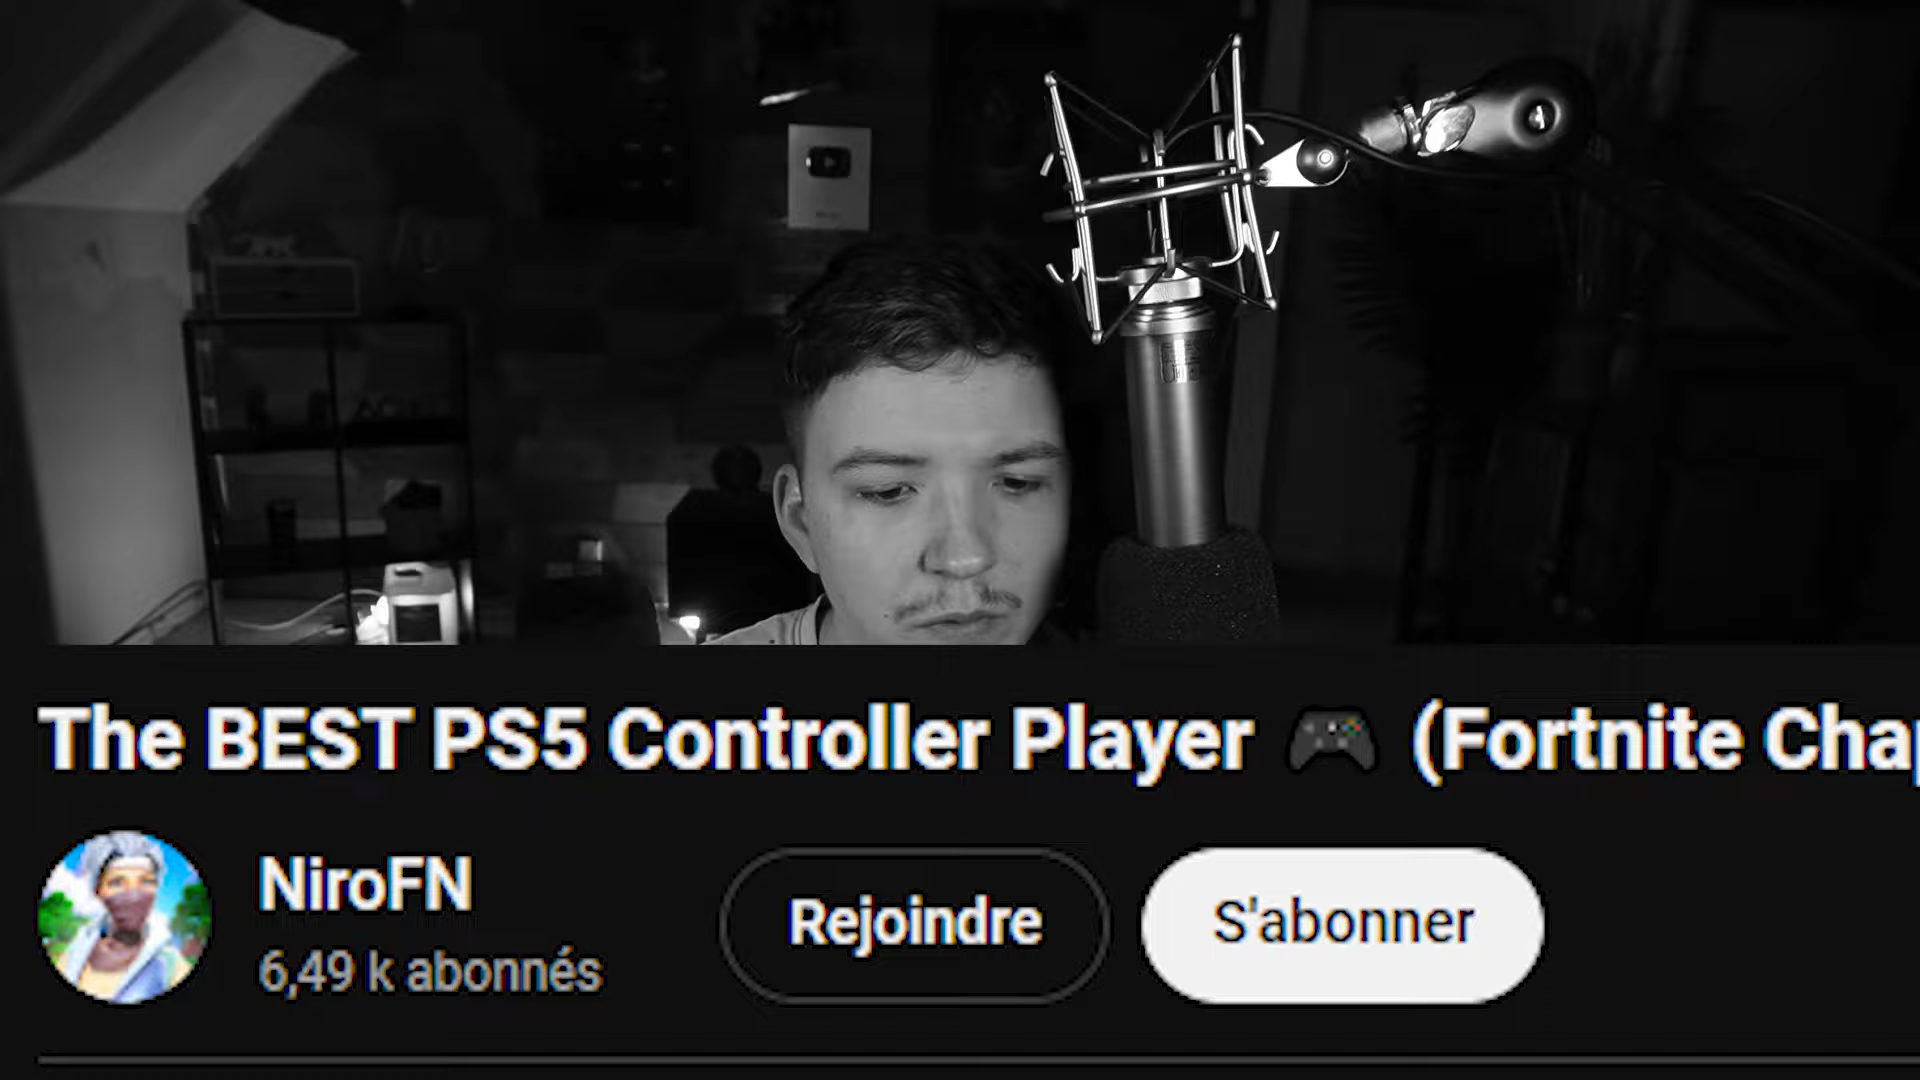 The BEST PS5 Controller Player 🎮 (Fortnite Chap
NiroFN
6,49 k abonnés
Rejoindre
S'abonner